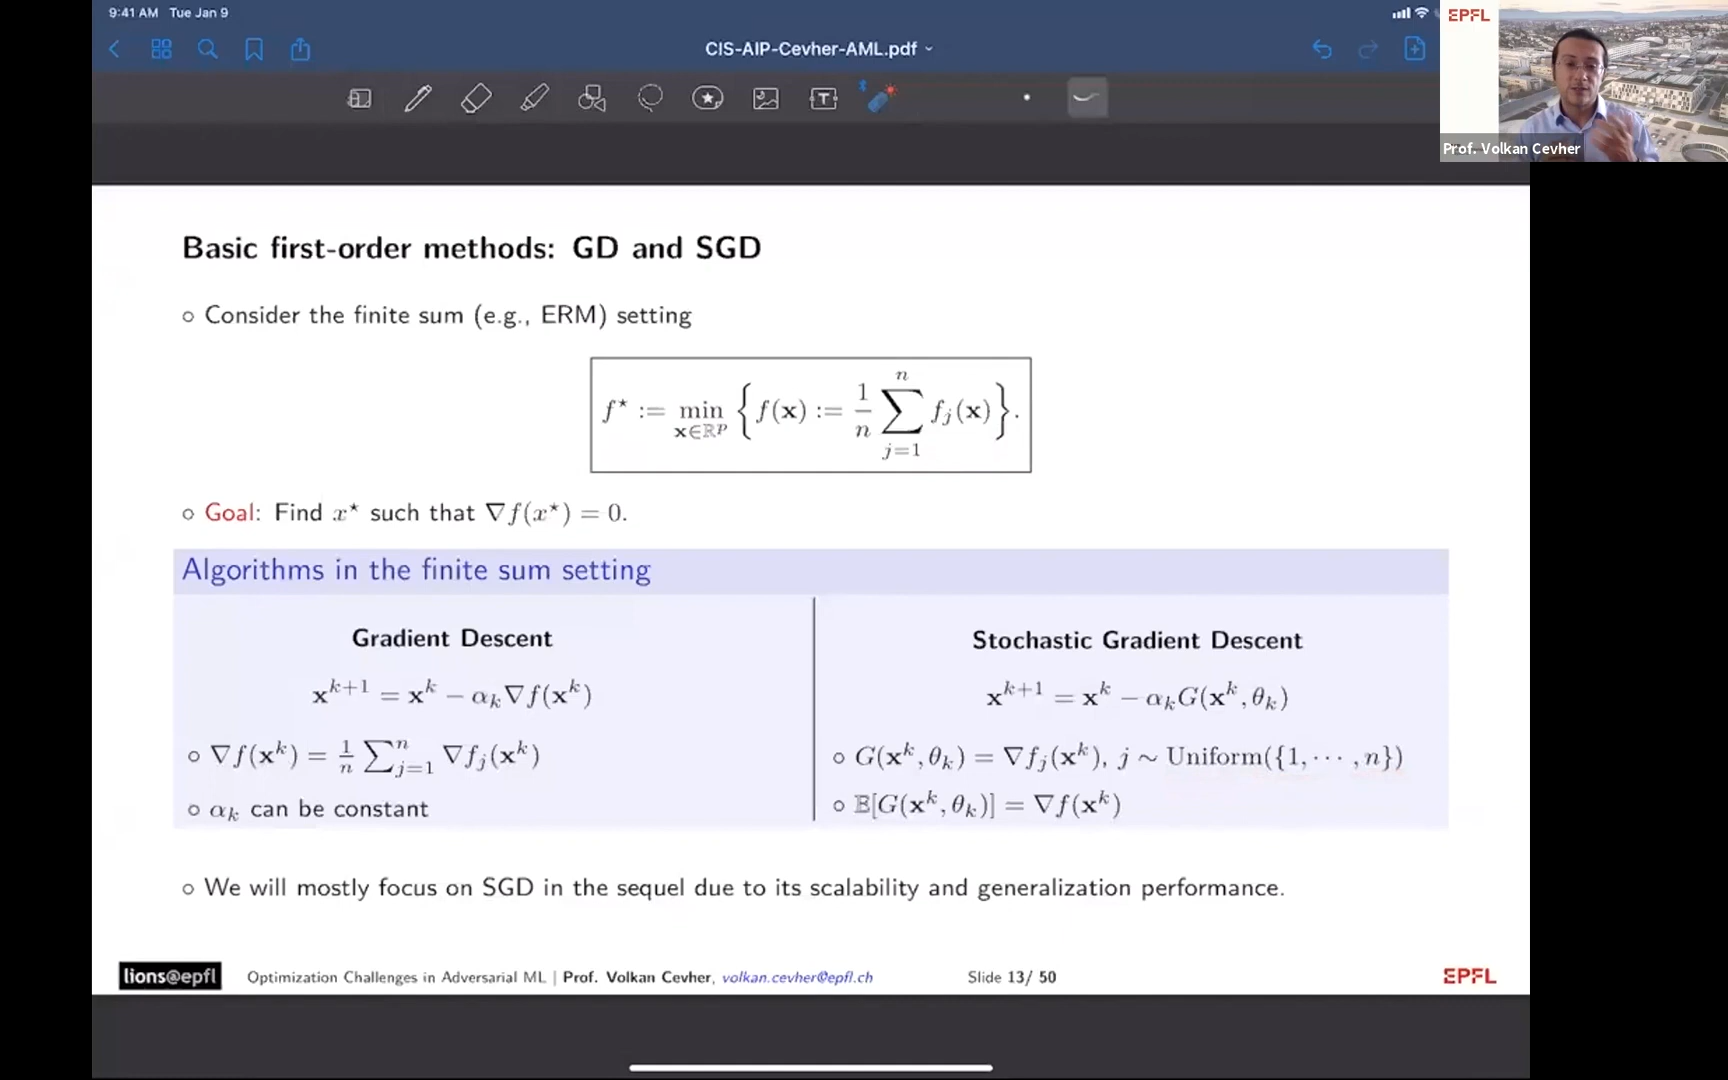 9:41 AM Tue Jan 9
CIS-AIP-Cevher-AML.pdf
EPFL
Prof. Volkan Cevher
T
Basic first-order methods: GD and SGD
○ Consider the finite sum (e.g., ERM) setting
f⋆ := min_{x∈ℝᵖ} { f(x) := 1/n ∑_{j=1}^{n} f_j(x) }.
○ Goal: Find x⋆ such that ∇f(x⋆) = 0.
Algorithms in the finite sum setting
Gradient Descent
x^{k+1} = x^k − α_k∇f(x^k)
○ ∇f(x^k) = 1/n ∑_{j=1}^{n} ∇f_j(x^k)
○ α_k can be constant
Stochastic Gradient Descent
x^{k+1} = x^k − α_kG(x^k, θ_k)
○ G(x^k, θ_k) = ∇f_j(x^k), j ∼ Uniform({1, ⋯ , n})
○ 𝔼[G(x^k, θ_k)] = ∇f(x^k)
○ We will mostly focus on SGD in the sequel due to its scalability and generalization performance.
lions@epfl
Optimization Challenges in Adversarial ML | Prof. Volkan Cevher, volkan.cevher@epfl.ch
Slide 13/ 50
EPFL